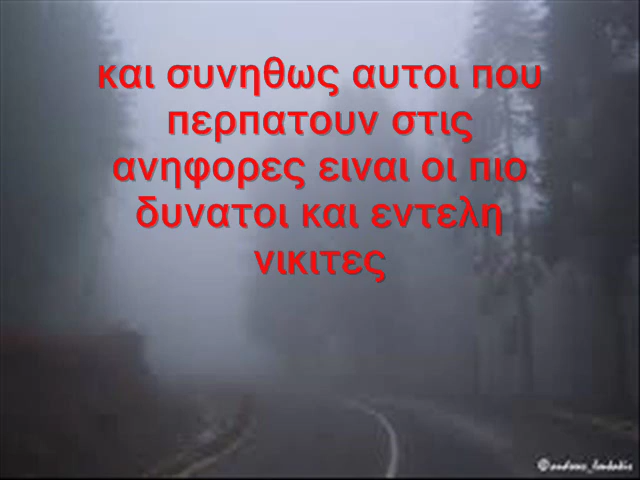 και συνηθως αυτοι που
περπατουν στις
ανηφορες ειναι οι πιο
δυνατοι και εντελη
νικιτες